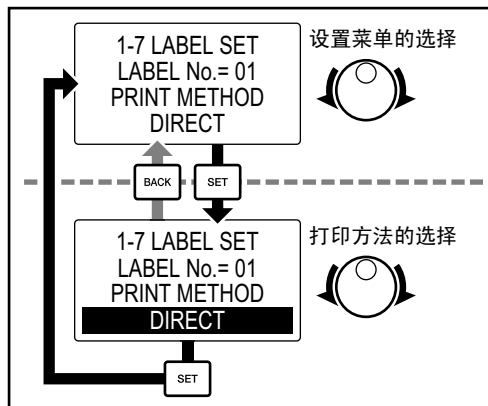 1-7 LABEL SET
LABEL No.= 01
PRINT METHOD
DIRECT
设置菜单的选择
BACK
SET
1-7 LABEL SET
LABEL No.= 01
PRINT METHOD
DIRECT
打印方法的选择
SET